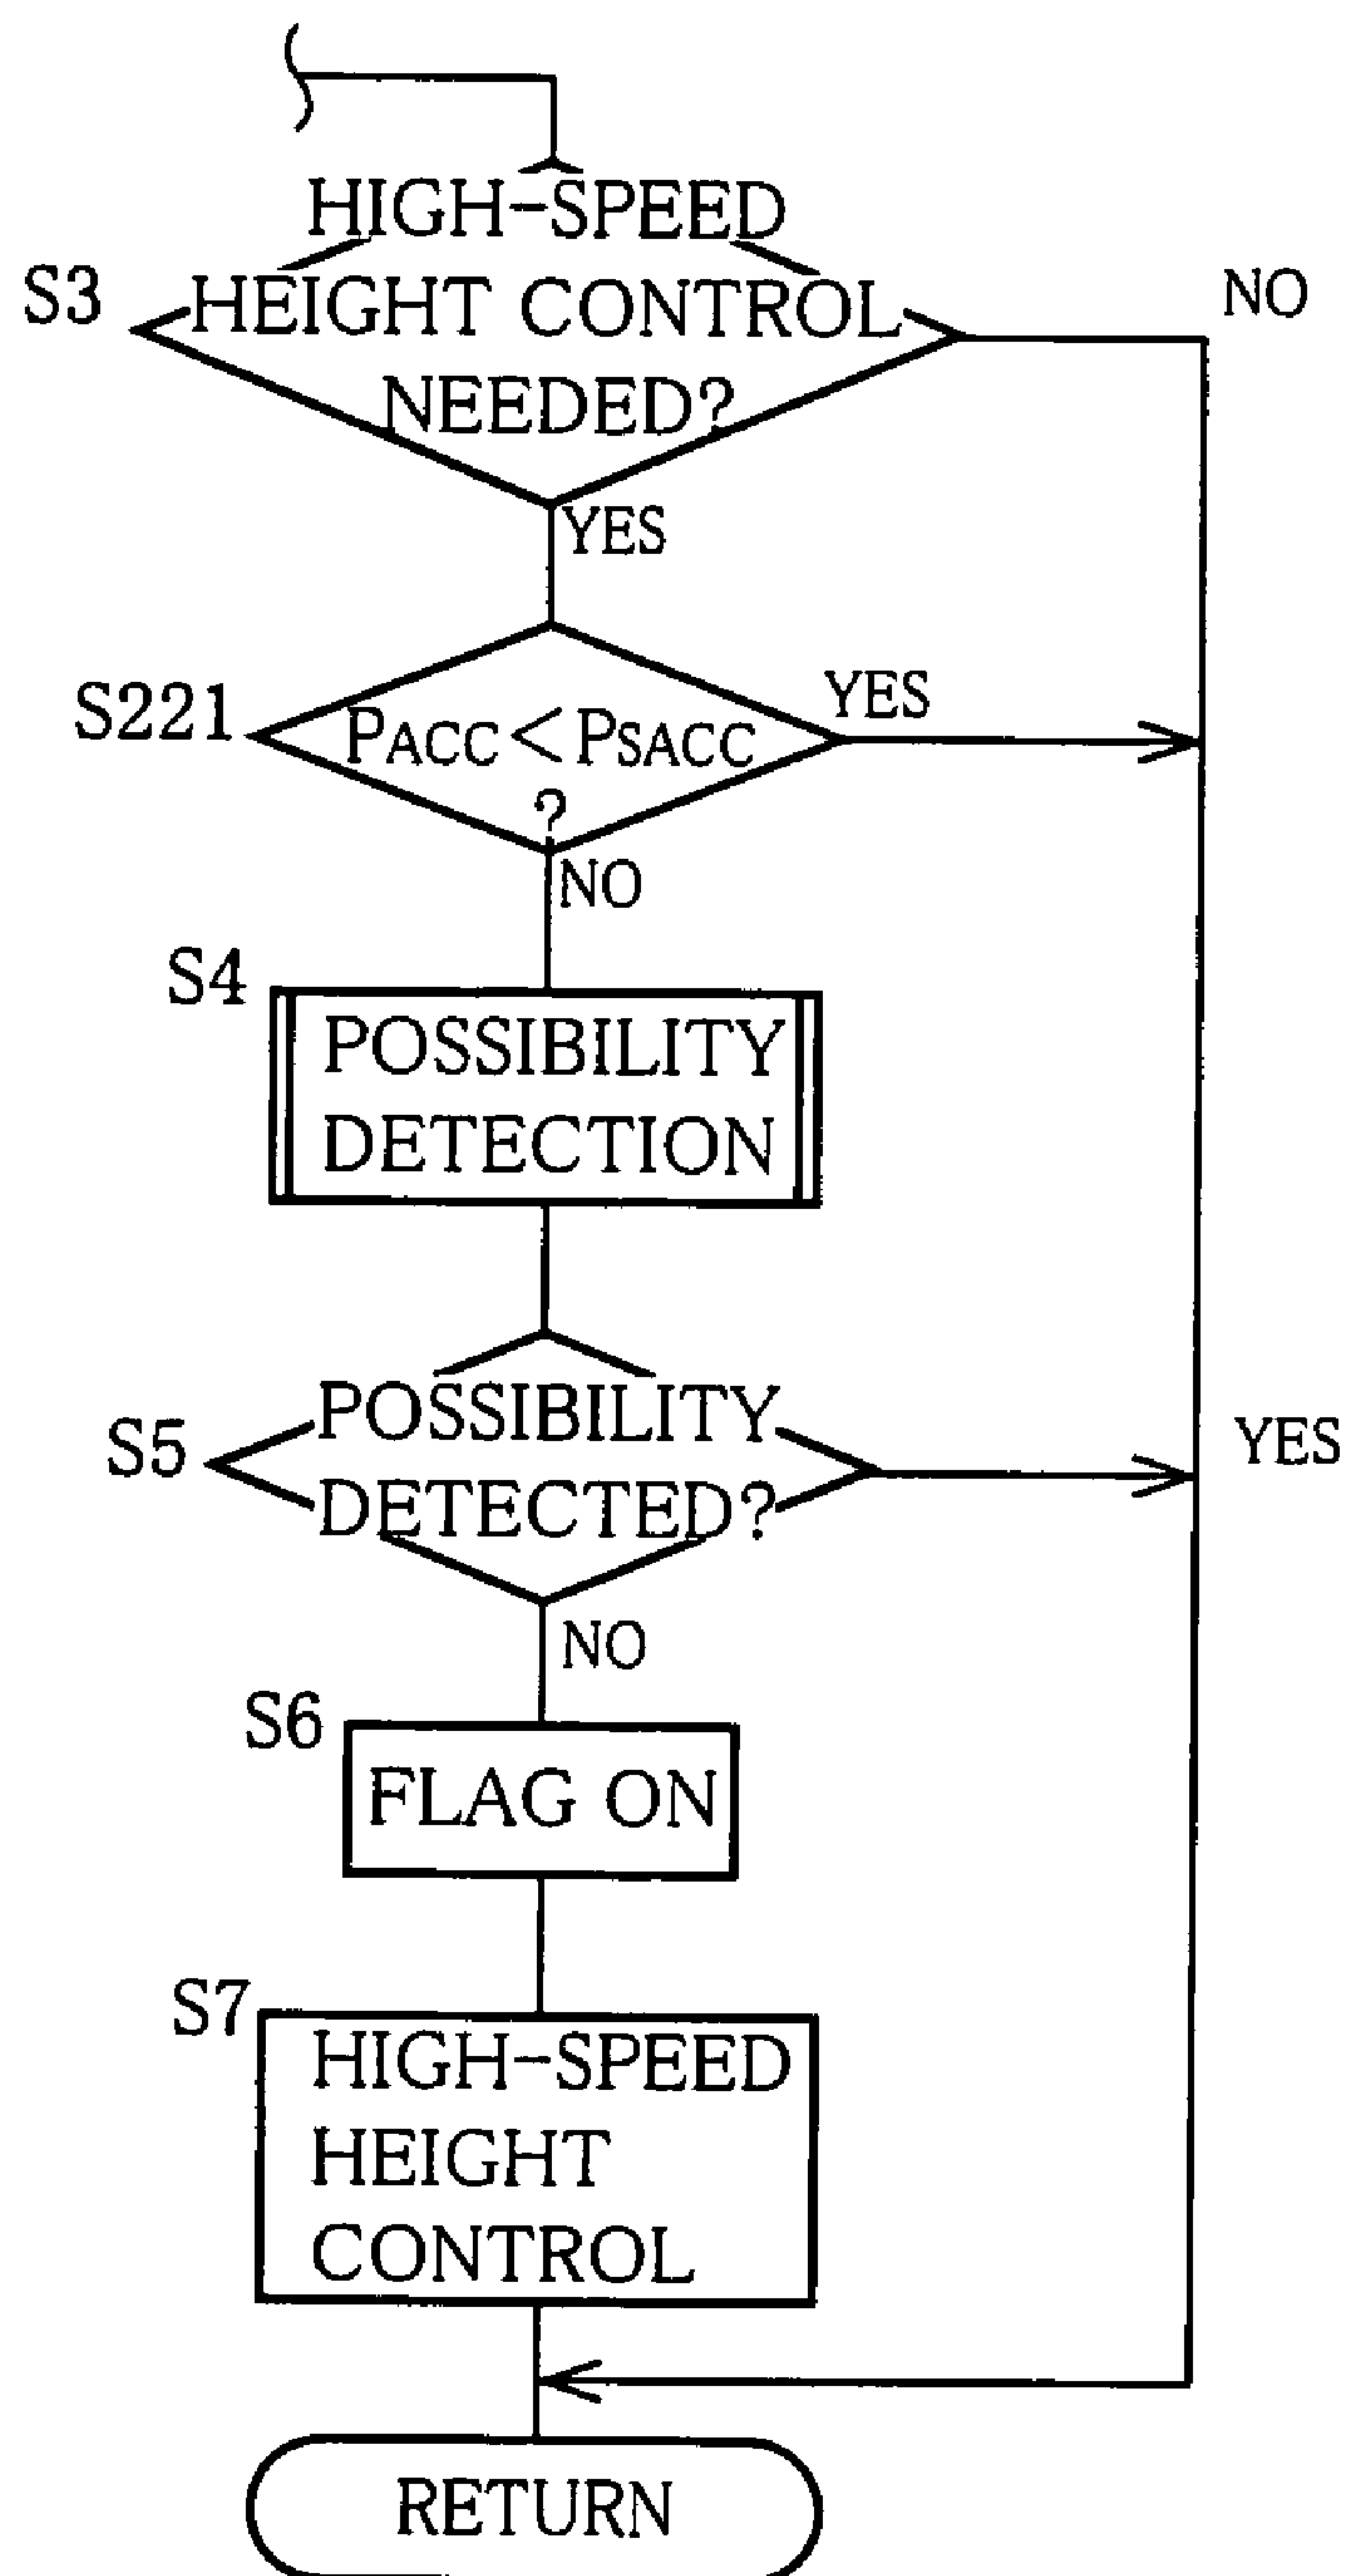 HIGH-SPEED
S3 HEIGHT CONTROL NO
NEEDED?
YES
S221 PACC<PSACC YES
?
NO
S4
POSSIBILITY
DETECTION
POSSIBILITY
S5 YES
DETECTED?
NO
S6
FLAG ON
S7
HIGH-SPEED
HEIGHT
CONTROL
RETURN